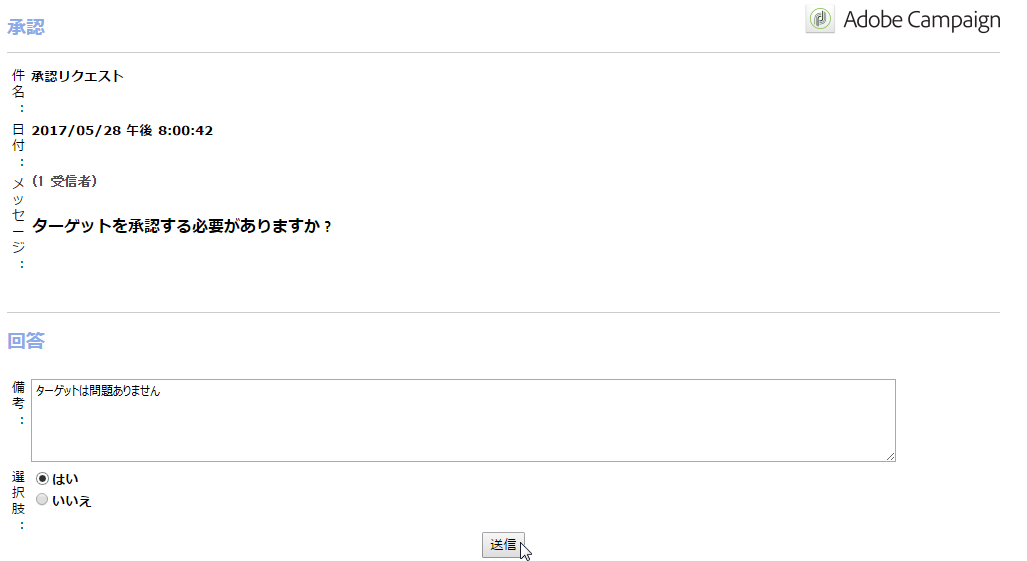 承認
Adobe Campaign
件名：
承認リクエスト
日付：
2017/05/28 午後 8:00:42
メッセージ：
(1 受信者)
ターゲットを承認する必要がありますか ?
回答
備考：
ターゲットは問題ありません
選択肢：
はい
いいえ
送信